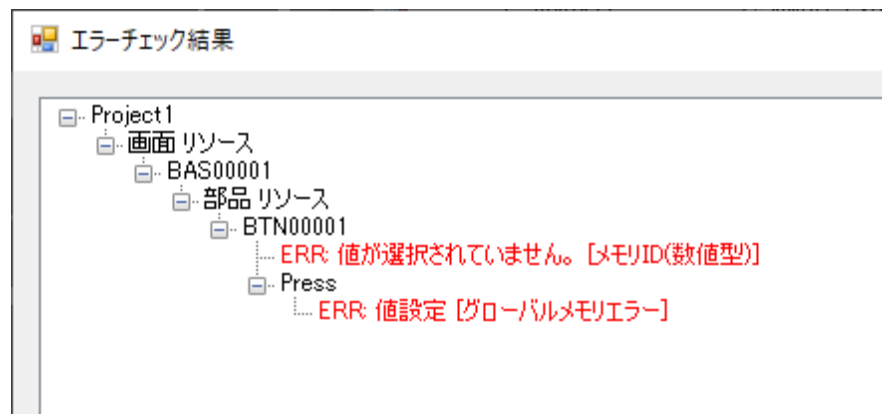 エラーチェック結果
Project1
画面 リソース
BAS00001
部品 リソース
BTN00001
ERR: 値が選択されていません。 [メモリID(数値型)]
Press
ERR: 値設定 [グローバルメモリエラー]